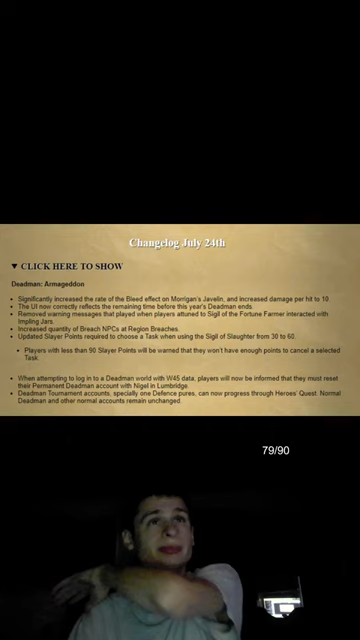 Changelog July 24th
▼ CLICK HERE TO SHOW
Deadman: Armageddon
• Significantly increased the rate of the Bleed effect on Morrigan's Javelin, and increased damage per hit to 10.
• The UI now correctly reflects the remaining time before this year's Deadman ends.
• Removed warning messages that played when players attuned to Sigil of the Fortune Farmer interacted with
Impling Jars.
• Increased quantity of Breach NPCs at Region Breaches.
• Updated Slayer Points required to choose a Task when using the Sigil of Slaughter from 30 to 60.
• Players with less than 90 Slayer Points will be warned that they won't have enough points to cancel a selected
Task.
• When attempting to log in to a Deadman world with W45 data, players will now be informed that they must reset
their Permanent Deadman account with Nigel in Lumbridge.
• Deadman Tournament accounts, specially one Defence pures, can now progress through Heroes' Quest. Normal
Deadman and other normal accounts remain unchanged.
79/90